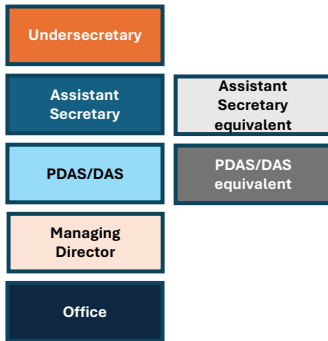 Undersecretary
Assistant
Secretary
Assistant
Secretary
equivalent
PDAS/DAS
PDAS/DAS
equivalent
Managing
Director
Office